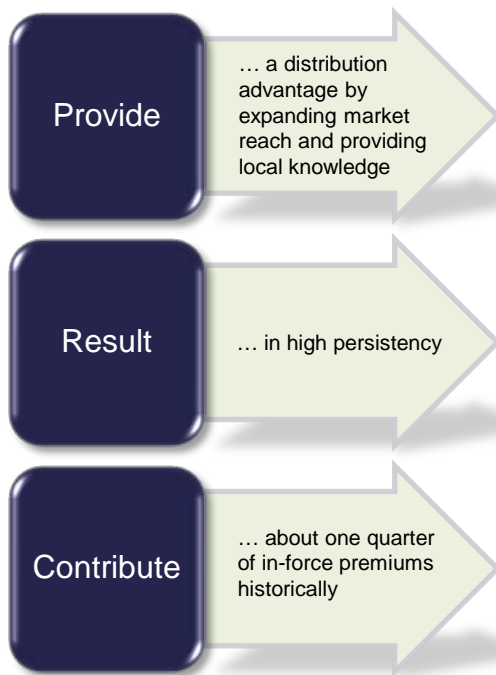 Provide
… a distribution
advantage by
expanding market
reach and providing
local knowledge
Result
… in high persistency
Contribute
… about one quarter
of in-force premiums
historically